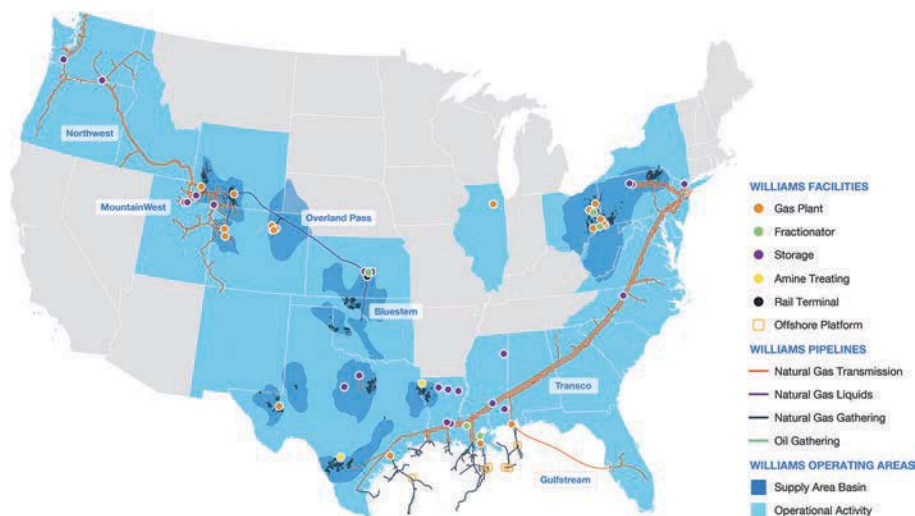 Northwest
MountainWest
Overland Pass
Bluestem
Transco
Gulfstream
WILLIAMS FACILITIES
Gas Plant
Fractionator
Storage
Amine Treating
Rail Terminal
Offshore Platform
WILLIAMS PIPELINES
Natural Gas Transmission
Natural Gas Liquids
Natural Gas Gathering
Oil Gathering
WILLIAMS OPERATING AREAS
Supply Area Basin
Operational Activity